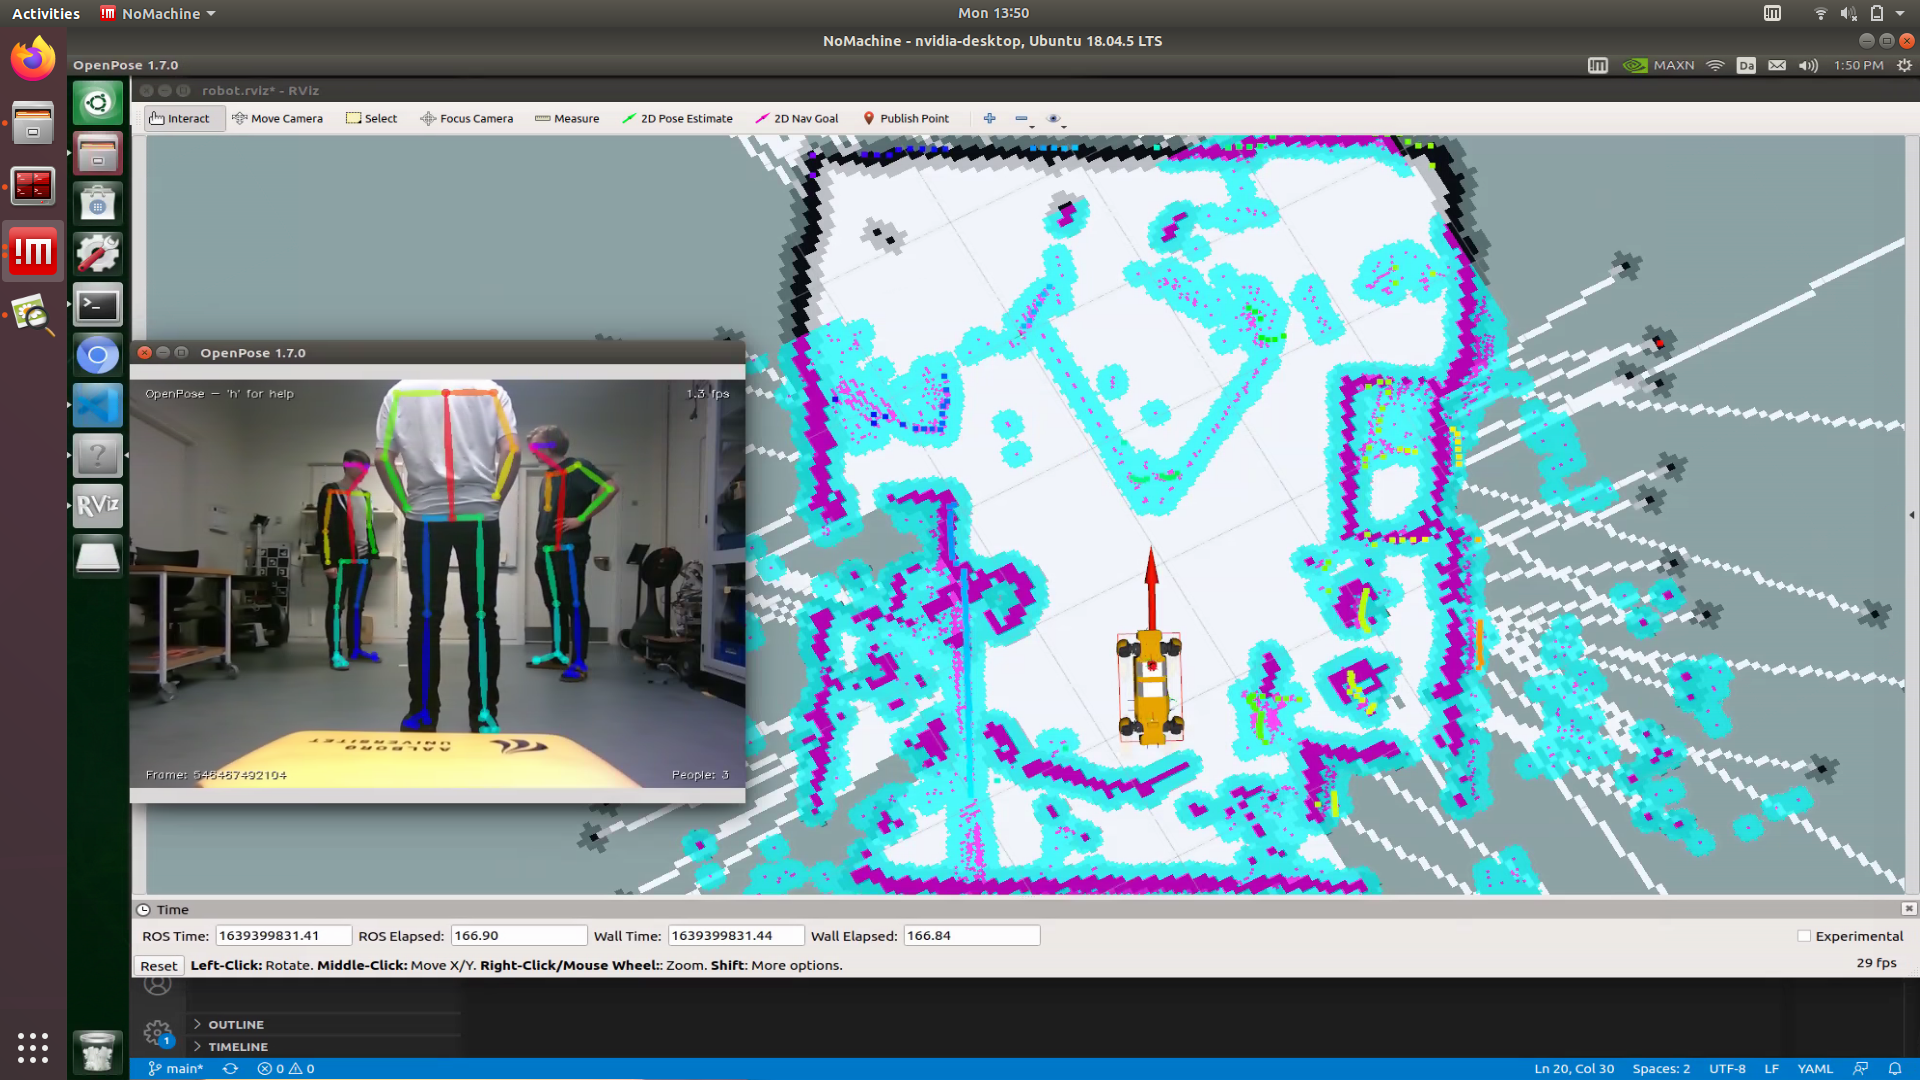 Activities
NoMachine
Mon 13:50
NoMachine - nvidia-desktop, Ubuntu 18.04.5 LTS
OpenPose 1.7.0
MAXN
Da
1:50 PM
robot.rviz* - RViz
Interact
Move Camera
Select
Focus Camera
Measure
2D Pose Estimate
2D Nav Goal
Publish Point
OpenPose 1.7.0
OpenPose - 'h' for help
1.3 fps
AALBORG
UNIVERSITET
Frame: 545467492104
People: 3
!M
RViz
Time
ROS Time: 1639399831.41
ROS Elapsed: 166.90
Wall Time: 1639399831.44
Wall Elapsed: 166.84
Experimental
Reset
Left-Click: Rotate. Middle-Click: Move X/Y. Right-Click/Mouse Wheel:: Zoom. Shift: More options.
29 fps
OUTLINE
1
TIMELINE
main*
0
0
Ln 20, Col 30
Spaces: 2
UTF-8
LF
YAML